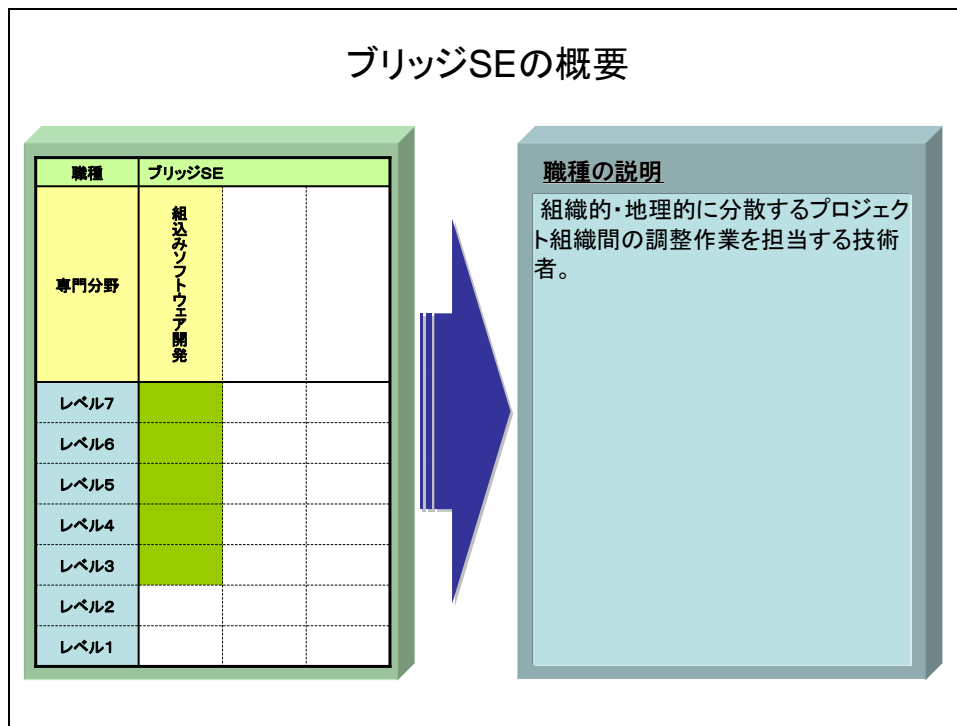 ブリッジSEの概要
職種 ブリッジSE
専門分野
組込みソフトウェア開発
レベル7
レベル6
レベル5
レベル4
レベル3
レベル2
レベル1
職種の説明
組織的・地理的に分散するプロジェク
ト組織間の調整作業を担当する技術
者。